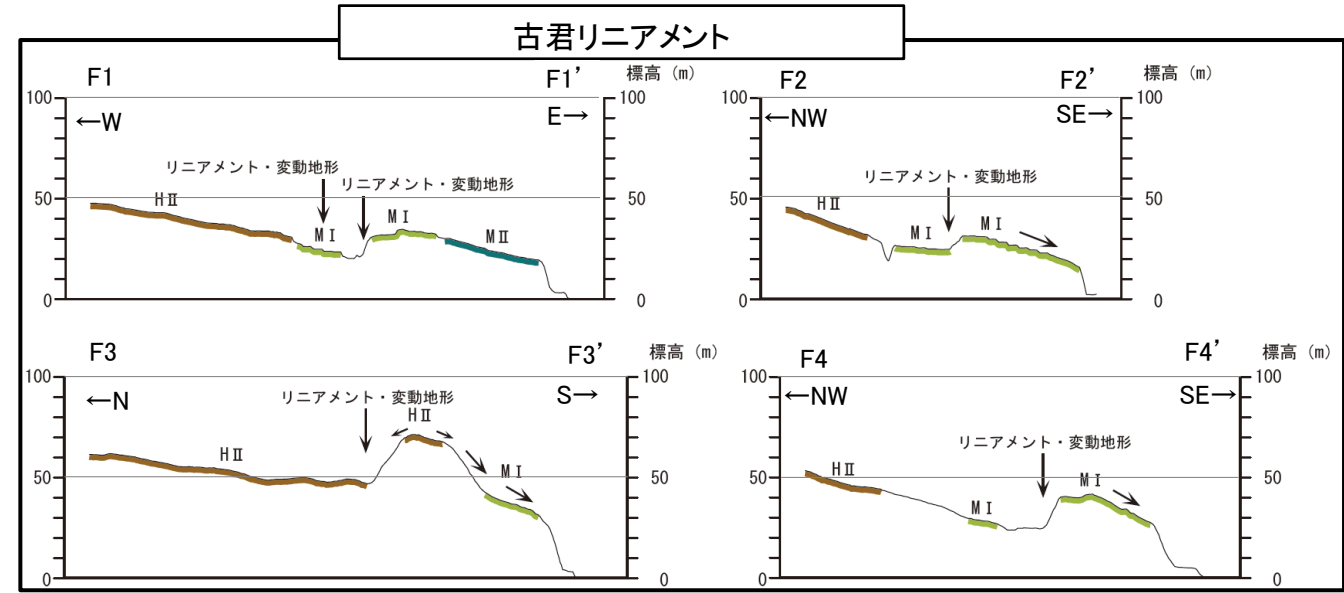 古君リニアメント
F1
F1’
標高（m）
100
100
←W
E→
リニアメント・変動地形
リニアメント・変動地形
50
50
HⅡ
MⅠ
MⅠ
MⅡ
0
0
F2
F2’
標高（m）
100
100
←NW
SE→
リニアメント・変動地形
50
50
HⅡ
MⅠ
MⅠ
0
0
F3
F3’
標高（m）
100
100
←N
S→
リニアメント・変動地形
HⅡ
HⅡ
50
50
MⅠ
0
0
F4
F4’
標高（m）
100
100
←NW
SE→
リニアメント・変動地形
HⅡ
50
50
MⅠ
MⅠ
0
0